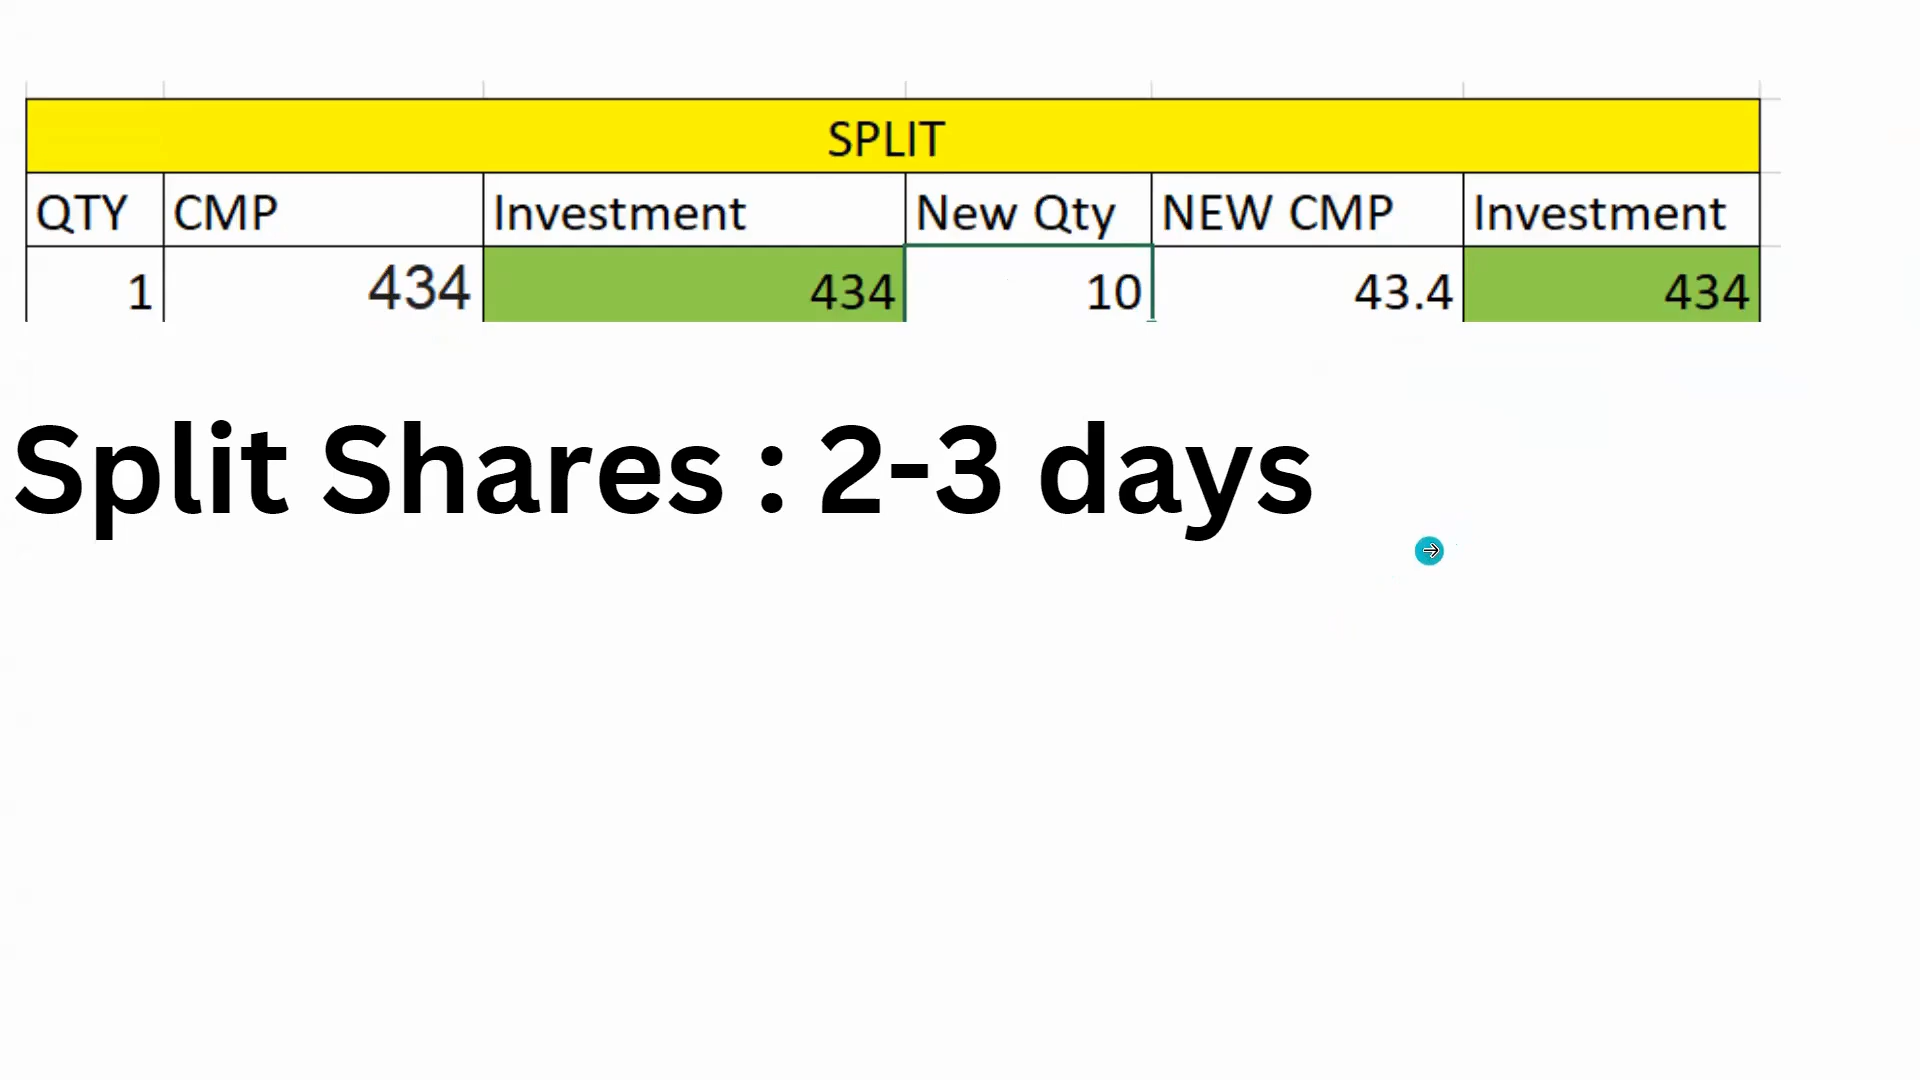 SPLIT
QTY CMP Investment New Qty NEW CMP Investment
1 434 434 10 43.4 434
Split Shares : 2-3 days